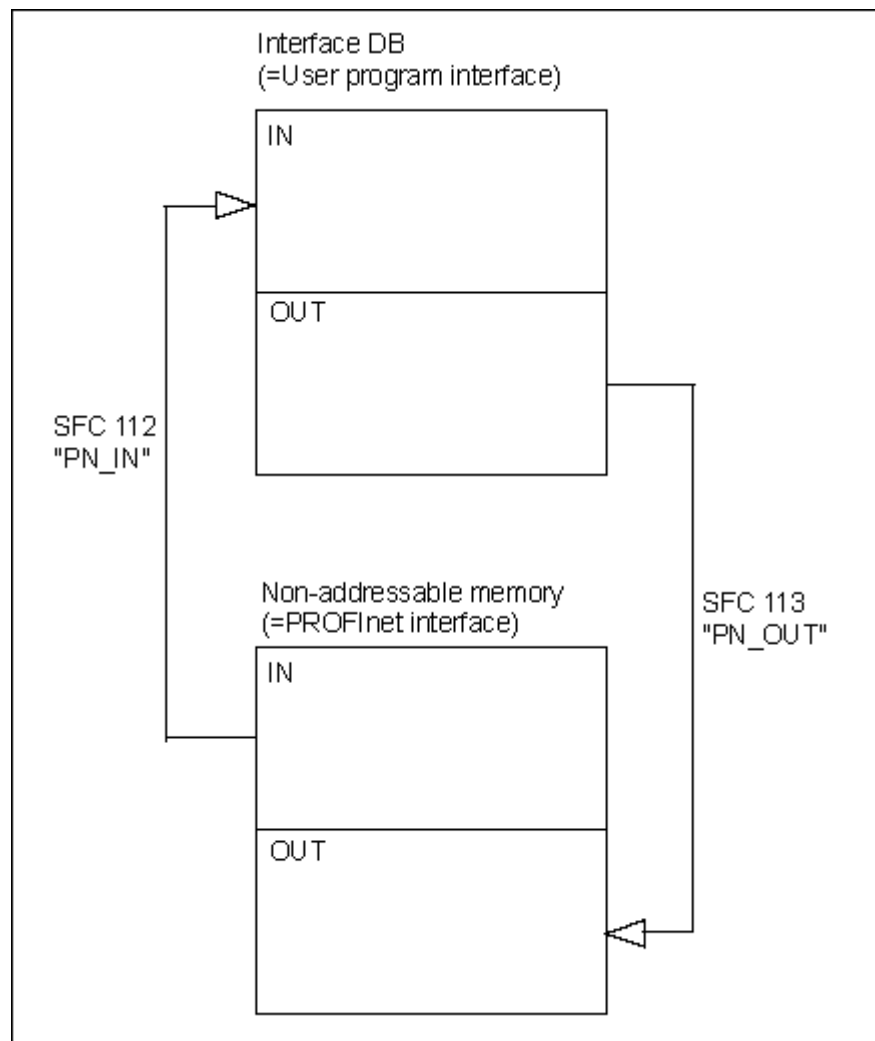 Interface DB
(=User program interface)
IN
OUT
SFC 112
"PN_IN"
Non-addressable memory
(=PROFInet interface)
SFC 113
"PN_OUT"
IN
OUT